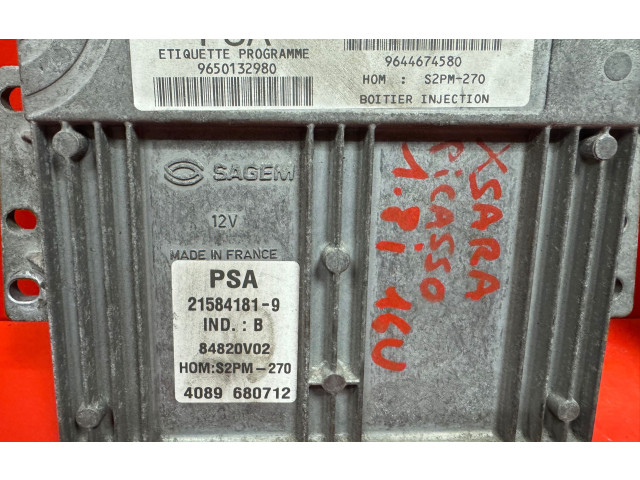 PSA
ETIQUETTE PROGRAMME
9650132980
9644674580
HOM : S2PM-270
BOITIER INJECTION
SAGEM
12V
MADE IN FRANCE
PSA
21584181-9
IND. : B
84820V02
HOM:S2PM-270
4089 680712
XSARA
PiCASSO
1.8i 16V